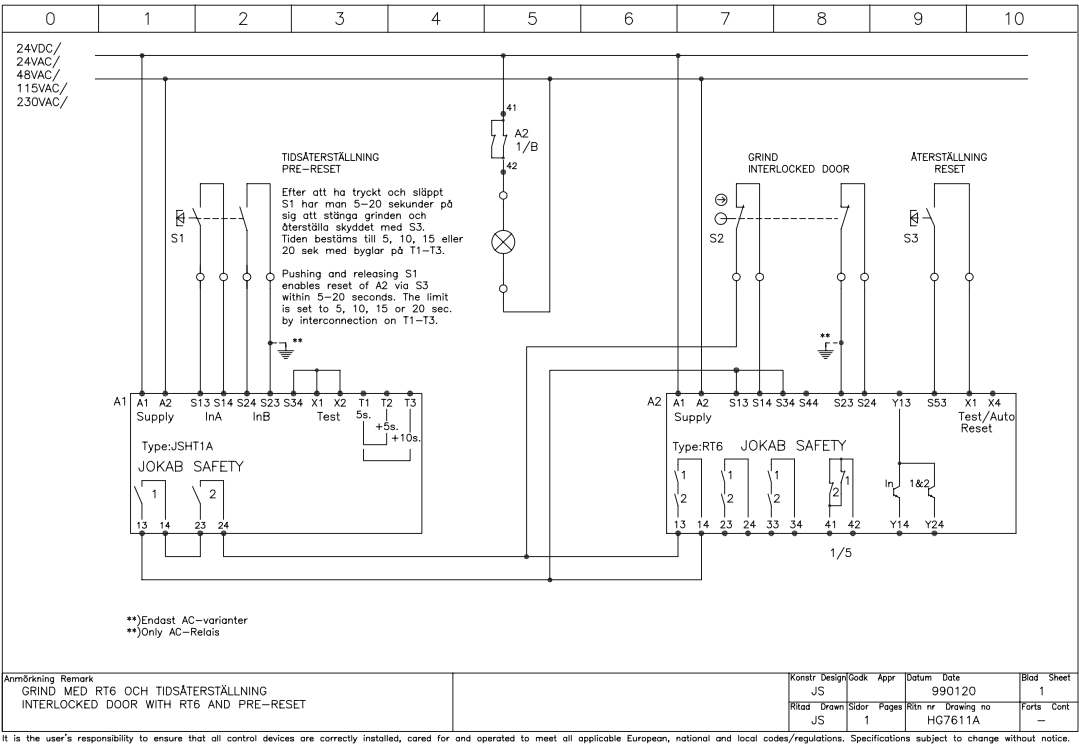 0 1 2 3 4 5 6 7 8 9 10
24VDC/
24VAC/
48VAC/
115VAC/
230VAC/
41
A2
1/B
42
TIDSÅTERSTÄLLNING
PRE-RESET
Efter att ha tryckt och släppt
S1 har man 5-20 sekunder på
sig att stänga grinden och
återställa skyddet med S3.
Tiden bestäms till 5, 10, 15 eller
20 sek med byglar på T1-T3.
Pushing and releasing S1
enables reset of A2 via S3
within 5-20 seconds. The limit
is set to 5, 10, 15 or 20 sec.
by interconnection on T1-T3.
S1
**
GRIND
INTERLOCKED DOOR
ÅTERSTÄLLNING
RESET
S2
S3
**
A1
A1 A2 S13 S14 S24 S23 S34 X1 X2 T1 T2 T3
Supply InA InB Test 5s.
+5s.
+10s.
Type:JSHT1A
JOKAB SAFETY
1 2
13 14 23 24
A2
A1 A2 S13 S14 S34 S44 S23 S24 Y13 S53 X1 X4
Supply Test/Auto
Reset
Type:RT6 JOKAB SAFETY
1 1 1 2 1 In 1&2
2 2 2
13 14 23 24 33 34 41 42 Y14 Y24
1/5
**)Endast AC-varianter
**)Only AC-Relais
Anmörkning Remark
GRIND MED RT6 OCH TIDSÅTERSTÄLLNING
INTERLOCKED DOOR WITH RT6 AND PRE-RESET
Konstr Design Godk Appr Datum Date Blad Sheet
JS 990120 1
Ritad Drawn Sidor Pages Ritn nr Drawing no Forts Cont
JS 1 HG7611A -
It is the user's responsibility to ensure that all control devices are correctly installed, cared for and operated to meet all applicable European, national and local codes/regulations. Specifications subject to change without notice.